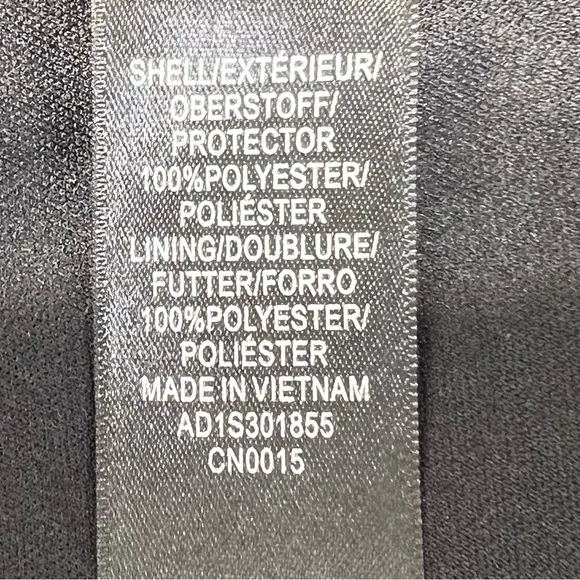 SHELL/EXTÉRIEUR/
OBERSTOFF/
PROTECTOR
100%POLYESTER/
POLIÉSTER
LINING/DOUBLURE/
FUTTER/FORRO
100%POLYESTER/
POLIÉSTER
MADE IN VIETNAM
AD1S301855
CN0015